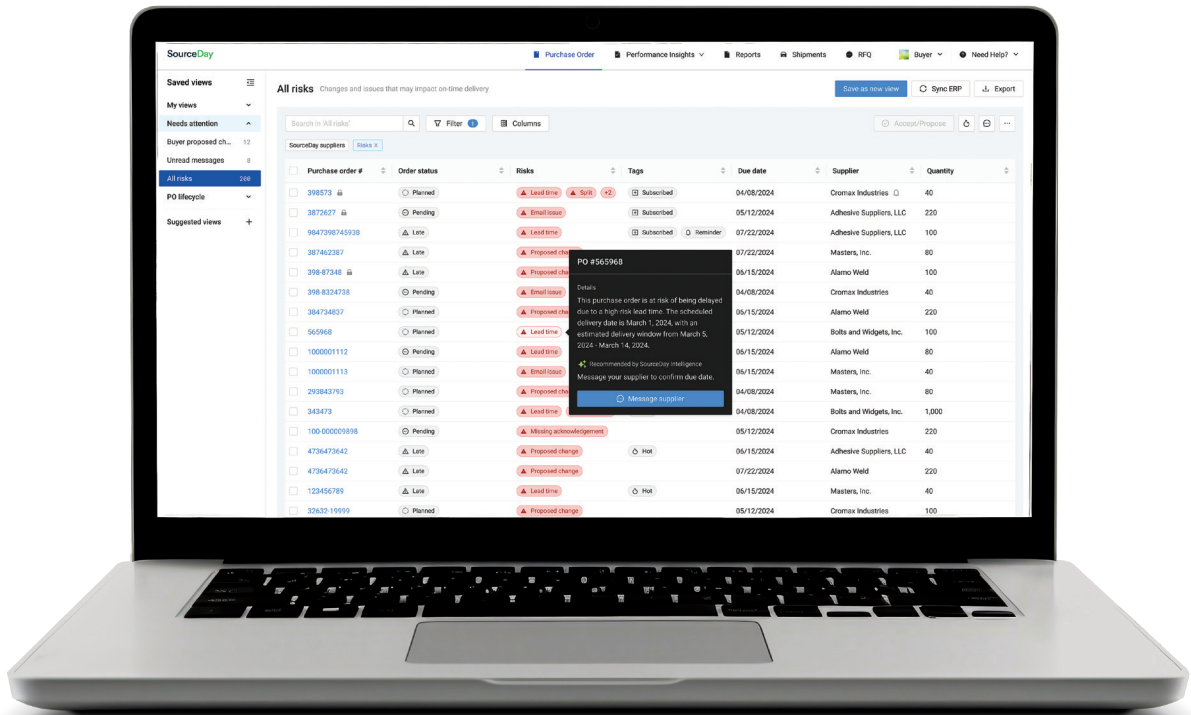 SourceDay
Purchase Order Performance Insights Reports Shipments RFQ Buyer Need Help?
Saved views
My views
Needs attention
Buyer proposed ch... 12
Unread messages 8
All risks 200
PO lifecycle
Suggested views +
All risks Changes and issues that may impact on-time delivery
Save as new view Sync ERP Export
Search in 'All risks' Filter 1 Columns Accept/Propose
SourceDay suppliers Risks X
Purchase order # Order status Risks Tags Due date Supplier Quantity
398573 Planned Lead time Split +2 Subscribed 04/08/2024 Cromax Industries 40
3872627 Pending Email issue Subscribed 05/12/2024 Adhesive Suppliers, LLC 220
9847398745938 Late Lead time Subscribed Reminder 07/22/2024 Adhesive Suppliers, LLC 100
387462387 Late Proposed cha 07/22/2024 Masters, Inc. 80
398-87348 Late Proposed cha 06/15/2024 Alamo Weld 100
398-8324738 Pending Email issue 04/08/2024 Cromax Industries 40
384734837 Planned Proposed cha 06/15/2024 Alamo Weld 220
565968 Planned Lead time 05/12/2024 Bolts and Widgets, Inc. 100
1000001112 Pending Lead time 06/15/2024 Alamo Weld 80
1000001113 Planned Email issue 06/15/2024 Masters, Inc. 40
293843793 Planned Proposed cha 04/08/2024 Masters, Inc. 80
343473 Planned Lead time 04/08/2024 Bolts and Widgets, Inc. 1,000
100-000009898 Pending Missing acknowledgement 05/12/2024 Cromax Industries 220
4736473642 Late Proposed change Hot 06/15/2024 Adhesive Suppliers, LLC 40
4736473642 Late Proposed change 07/22/2024 Alamo Weld 220
123456789 Late Lead time Hot 06/15/2024 Masters, Inc. 40
32632-19999 Planned Proposed change 05/12/2024 Cromax Industries 100
PO #565968
Details
This purchase order is at risk of being delayed
due to a high-risk lead time. The scheduled
delivery date is March 1, 2024, with an
estimated delivery window from March 5,
2024 - March 14, 2024.
Recommended by SourceDay Intelligence
Message your supplier to confirm due date.
Message supplier